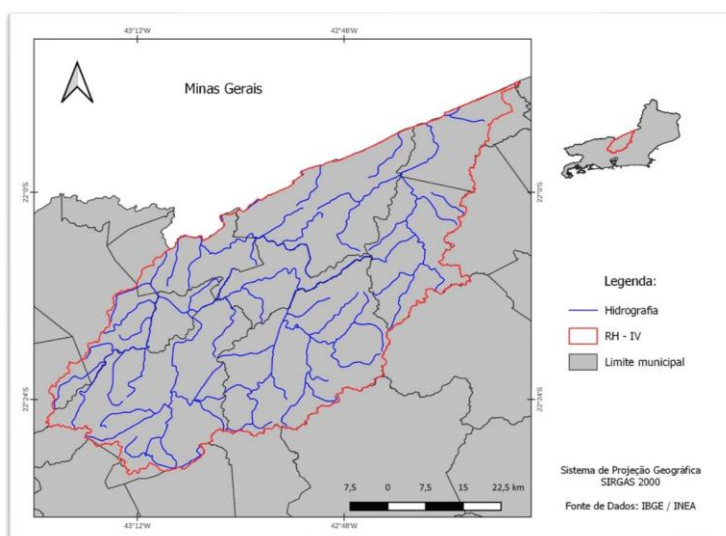 43°12'W
42°48'W
Minas Gerais
22°9'S
22°9'S
Legenda:
Hidrografia
RH - IV
Limite municipal
22°24'S
22°24'S
Sistema de Projeção Geográfica
SIRGAS 2000
7,5
0
7,5
15
22,5 km
Fonte de Dados: IBGE / INEA
43°12'W
42°48'W